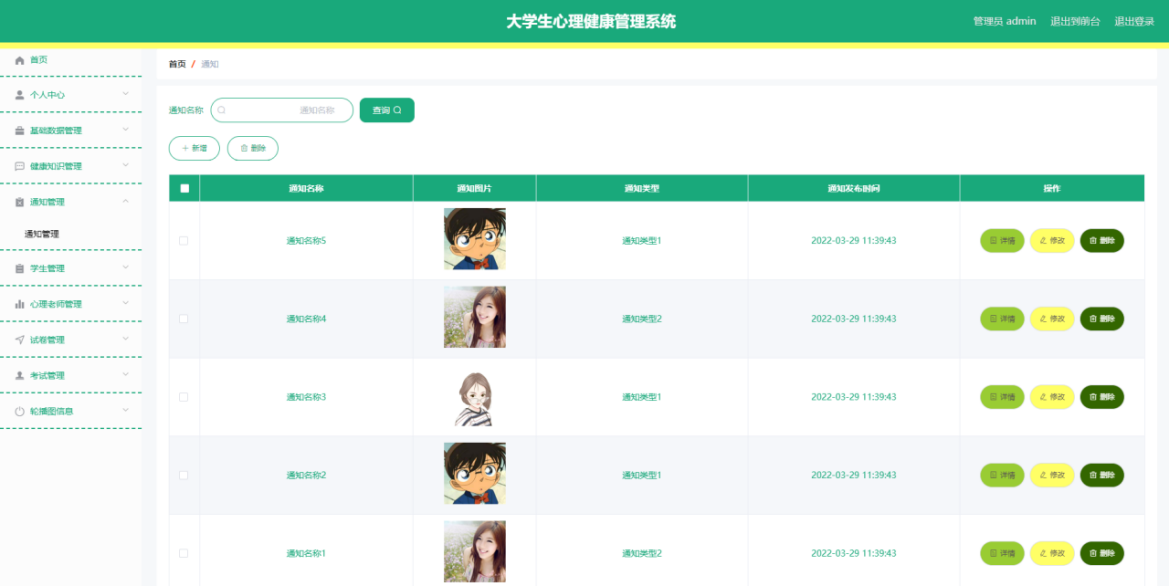 大学生心理健康管理系统
管理员 admin 退出到前台 退出登录
首页
个人中心
基础数据管理
健康知识管理
通知管理
通知管理
学生管理
心理老师管理
试卷管理
考试管理
轮播图信息
首页 / 通知
通知名称 通知名称 查询
+ 新增 删除
通知名称 通知图片 通知类型 通知发布时间 操作
通知名称5 通知类型1 2022-03-29 11:39:43 详情 修改 删除
通知名称4 通知类型2 2022-03-29 11:39:43 详情 修改 删除
通知名称3 通知类型1 2022-03-29 11:39:43 详情 修改 删除
通知名称2 通知类型1 2022-03-29 11:39:43 详情 修改 删除
通知名称1 通知类型2 2022-03-29 11:39:43 详情 修改 删除